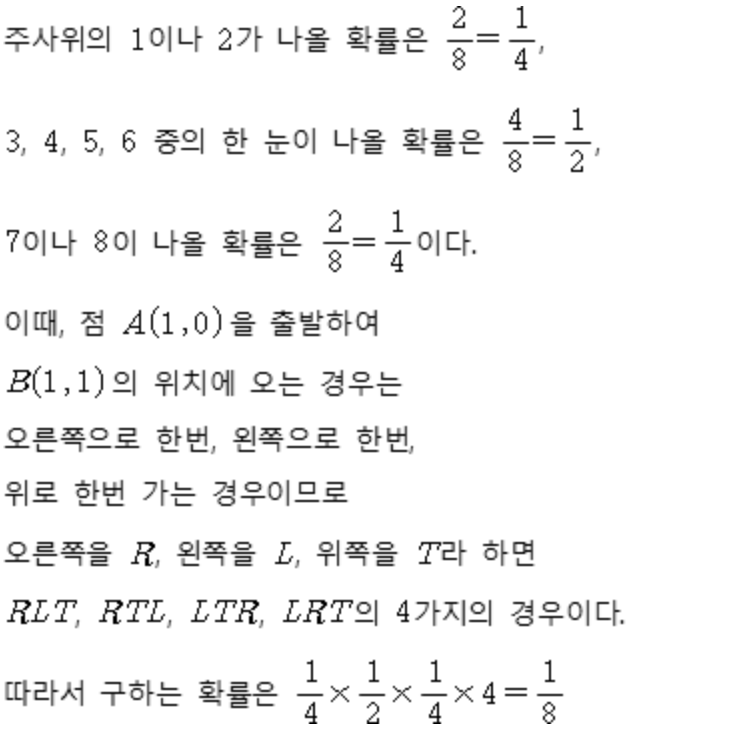 주사위의 1이나 2가 나올 확률은 2/8 = 1/4,
3, 4, 5, 6 중의 한 눈이 나올 확률은 4/8 = 1/2,
7이나 8이 나올 확률은 2/8 = 1/4이다.
이때, 점 A(1,0)을 출발하여
B(1,1)의 위치에 오는 경우는
오른쪽으로 한번, 왼쪽으로 한번,
위로 한번 가는 경우이므로
오른쪽을 R, 왼쪽을 L, 위쪽을 T라 하면
RLT, RTL, LTR, LRT의 4가지의 경우이다.
따라서 구하는 확률은 1/4 × 1/2 × 1/4 × 4 = 1/8